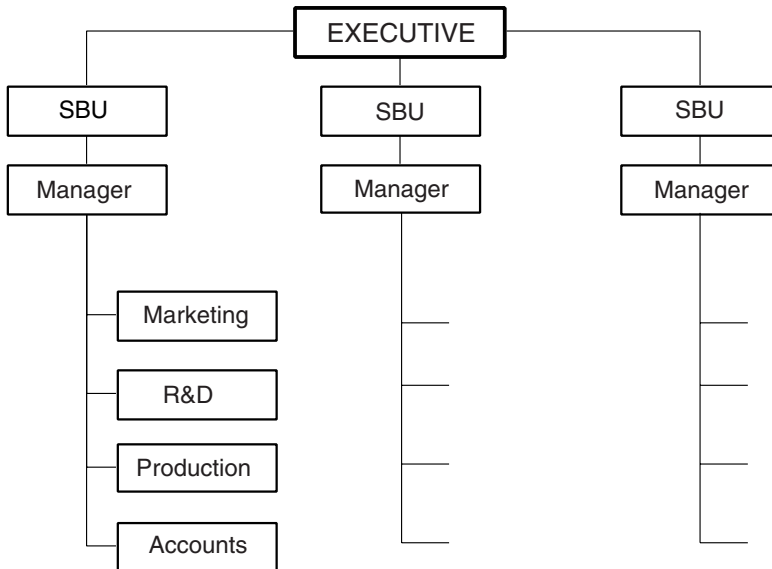 EXECUTIVE
SBU
SBU
SBU
Manager
Manager
Manager
Marketing
R&D
Production
Accounts